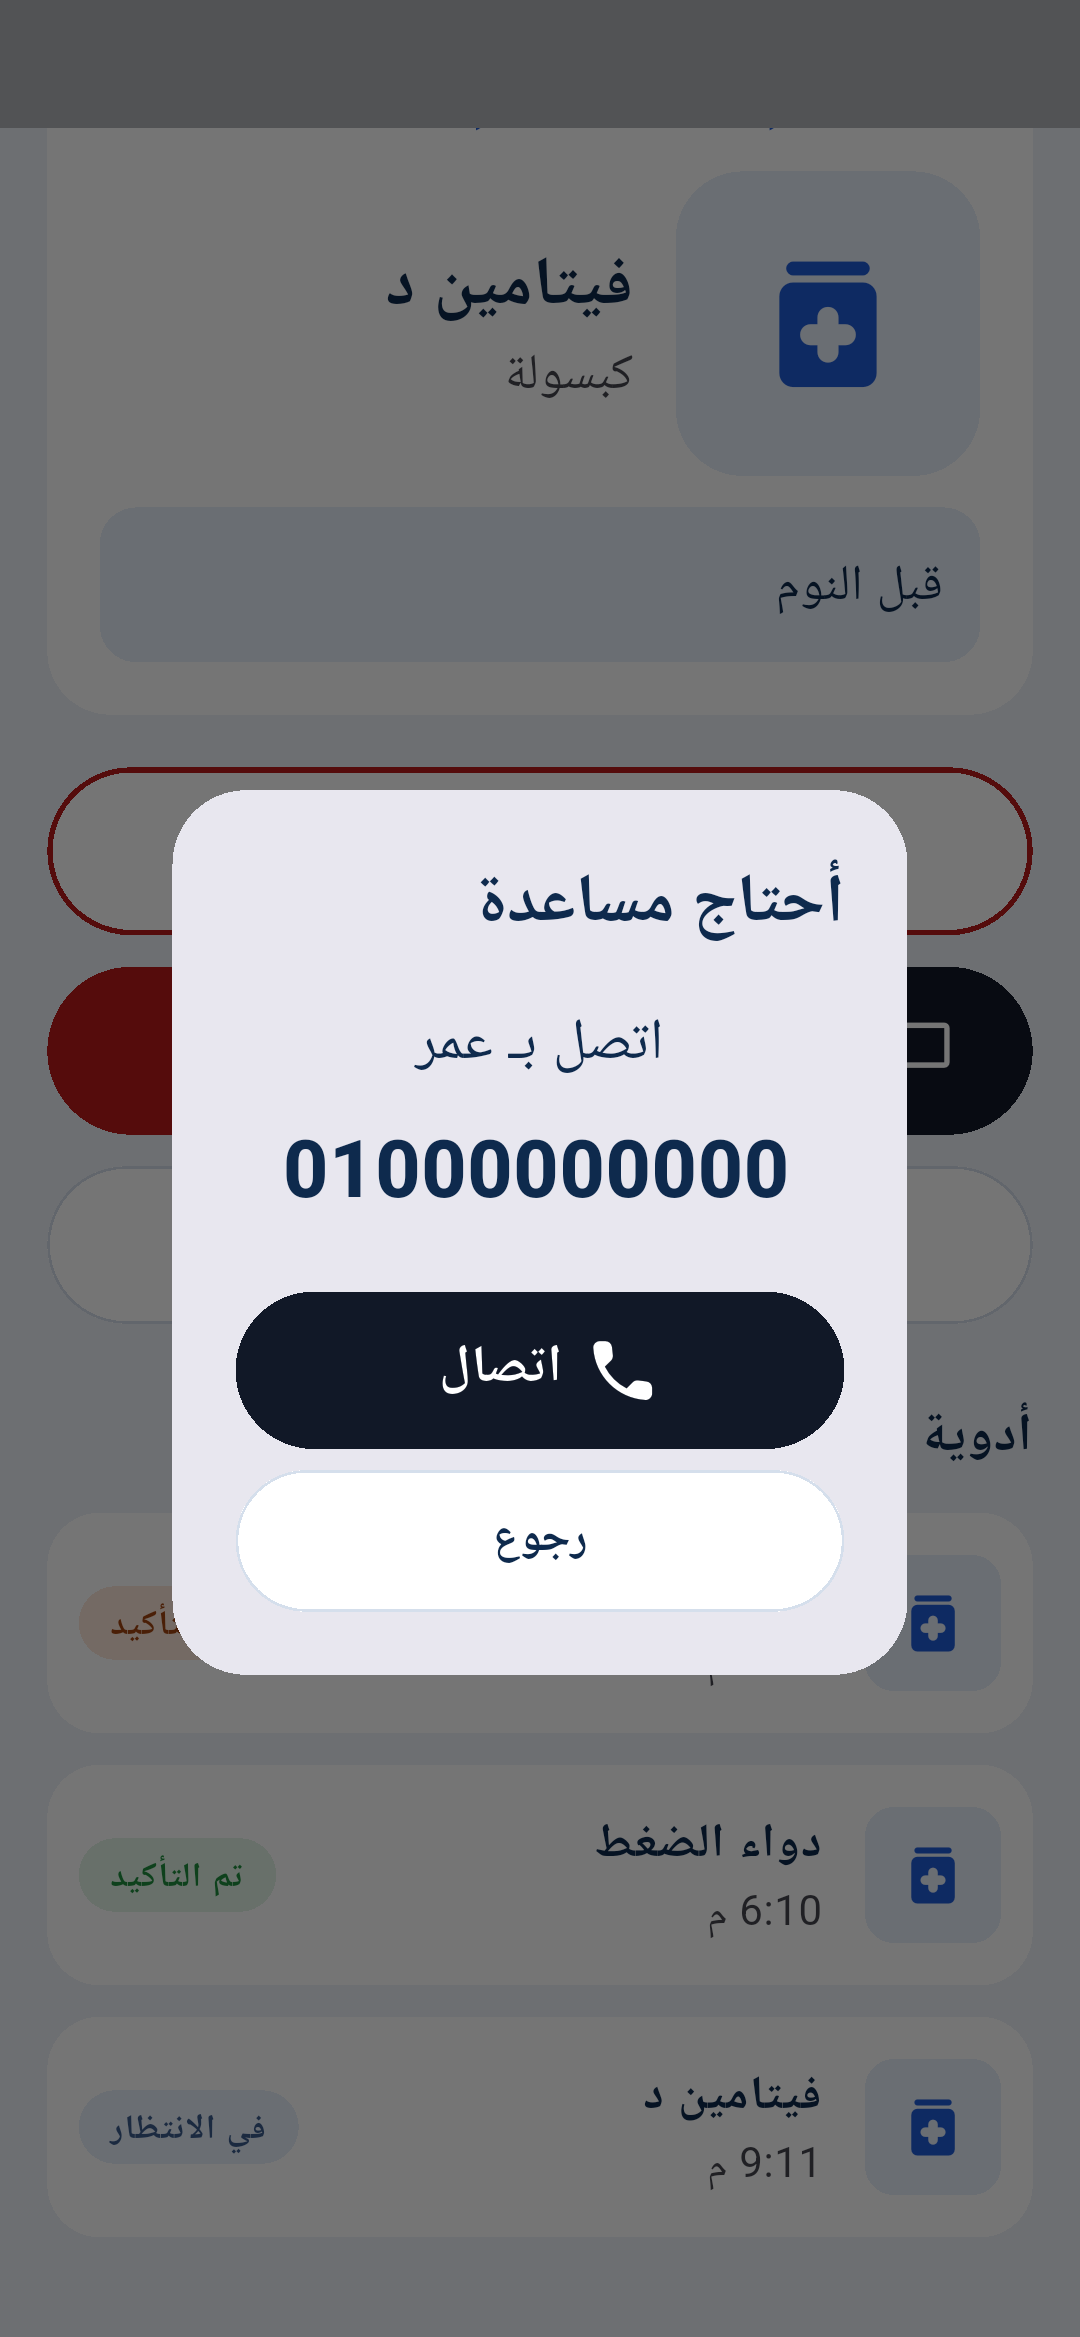 فيتامين د
كبسولة
قبل النوم
أحتاج مساعدة
اتصل بـ عمر
01000000000
اتصال
رجوع
أدوية
دواء الضغط
6:10 م
تم التأكيد
فيتامين د
9:11 م
في الانتظار